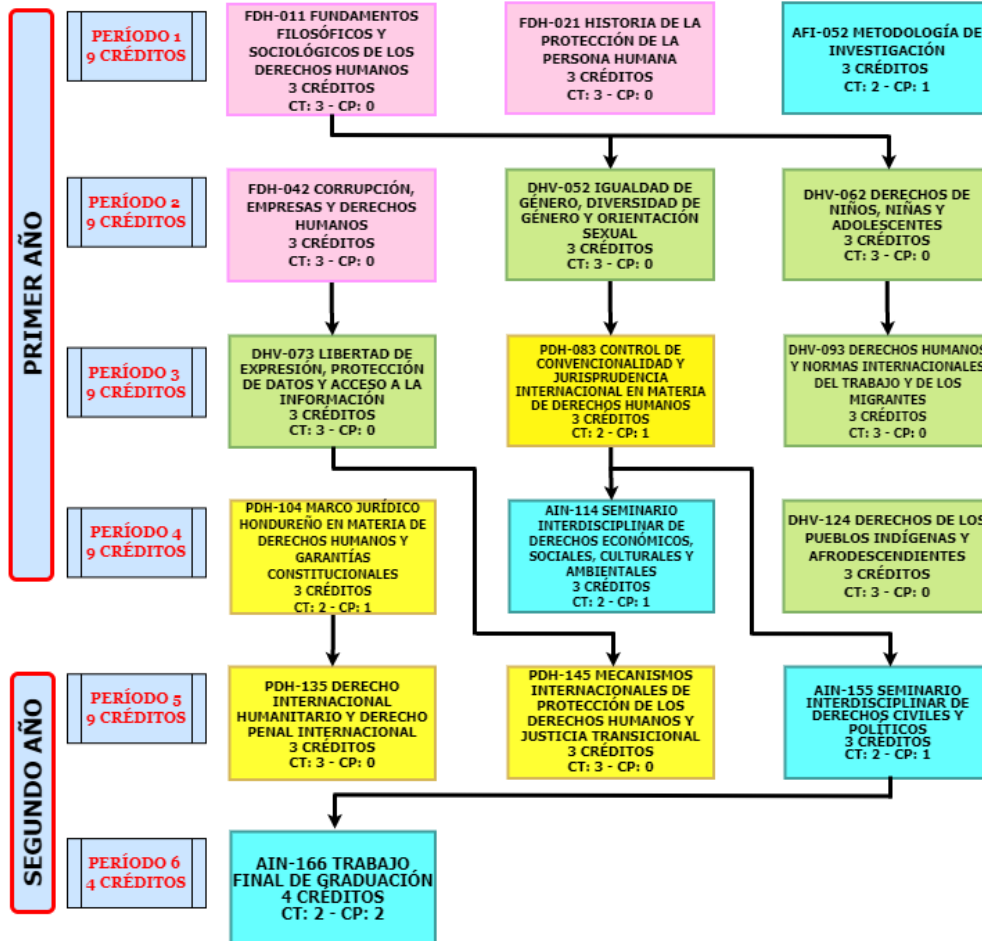 PRIMER AÑO
PERÍODO 1
9 CRÉDITOS
FDH-011 FUNDAMENTOS
FILOSÓFICOS Y
SOCIOLÓGICOS DE LOS
DERECHOS HUMANOS
3 CRÉDITOS
CT: 3 - CP: 0
FDH-021 HISTORIA DE LA
PROTECCIÓN DE LA
PERSONA HUMANA
3 CRÉDITOS
CT: 3 - CP: 0
AFI-052 METODOLOGÍA DE
INVESTIGACIÓN
3 CRÉDITOS
CT: 2 - CP: 1
PERÍODO 2
9 CRÉDITOS
FDH-042 CORRUPCIÓN,
EMPRESAS Y DERECHOS
HUMANOS
3 CRÉDITOS
CT: 3 - CP: 0
DHV-052 IGUALDAD DE
GÉNERO, DIVERSIDAD DE
GÉNERO Y ORIENTACIÓN
SEXUAL
3 CRÉDITOS
CT: 3 - CP: 0
DHV-062 DERECHOS DE
NIÑOS, NIÑAS Y
ADOLESCENTES
3 CRÉDITOS
CT: 3 - CP: 0
PERÍODO 3
9 CRÉDITOS
DHV-073 LIBERTAD DE
EXPRESIÓN, PROTECCIÓN
DE DATOS Y ACCESO A LA
INFORMACIÓN
3 CRÉDITOS
CT: 3 - CP: 0
PDH-083 CONTROL DE
CONVENCIONALIDAD Y
JURISPRUDENCIA
INTERNACIONAL EN MATERIA
DE DERECHOS HUMANOS
3 CRÉDITOS
CT: 2 - CP: 1
DHV-093 DERECHOS HUMANOS
Y NORMAS INTERNACIONALES
DEL TRABAJO Y DE LOS
MIGRANTES
3 CRÉDITOS
CT: 3 - CP: 0
PERÍODO 4
9 CRÉDITOS
PDH-104 MARCO JURÍDICO
HONDUREÑO EN MATERIA DE
DERECHOS HUMANOS Y
GARANTÍAS
CONSTITUCIONALES
3 CRÉDITOS
CT: 2 - CP: 1
AIN-114 SEMINARIO
INTERDISCIPLINAR DE
DERECHOS ECONÓMICOS,
SOCIALES, CULTURALES Y
AMBIENTALES
3 CRÉDITOS
CT: 2 - CP: 1
DHV-124 DERECHOS DE LOS
PUEBLOS INDÍGENAS Y
AFRODESCENDIENTES
3 CRÉDITOS
CT: 3 - CP: 0
SEGUNDO AÑO
PERÍODO 5
9 CRÉDITOS
PDH-135 DERECHO
INTERNACIONAL
HUMANITARIO Y DERECHO
PENAL INTERNACIONAL
3 CRÉDITOS
CT: 3 - CP: 0
PDH-145 MECANISMOS
INTERNACIONALES DE
PROTECCIÓN DE LOS
DERECHOS HUMANOS Y
JUSTICIA TRANSICIONAL
3 CRÉDITOS
CT: 3 - CP: 0
AIN-155 SEMINARIO
INTERDISCIPLINAR DE
DERECHOS CIVILES Y
POLÍTICOS
3 CRÉDITOS
CT: 2 - CP: 1
PERÍODO 6
4 CRÉDITOS
AIN-166 TRABAJO
FINAL DE GRADUACIÓN
4 CRÉDITOS
CT: 2 - CP: 2